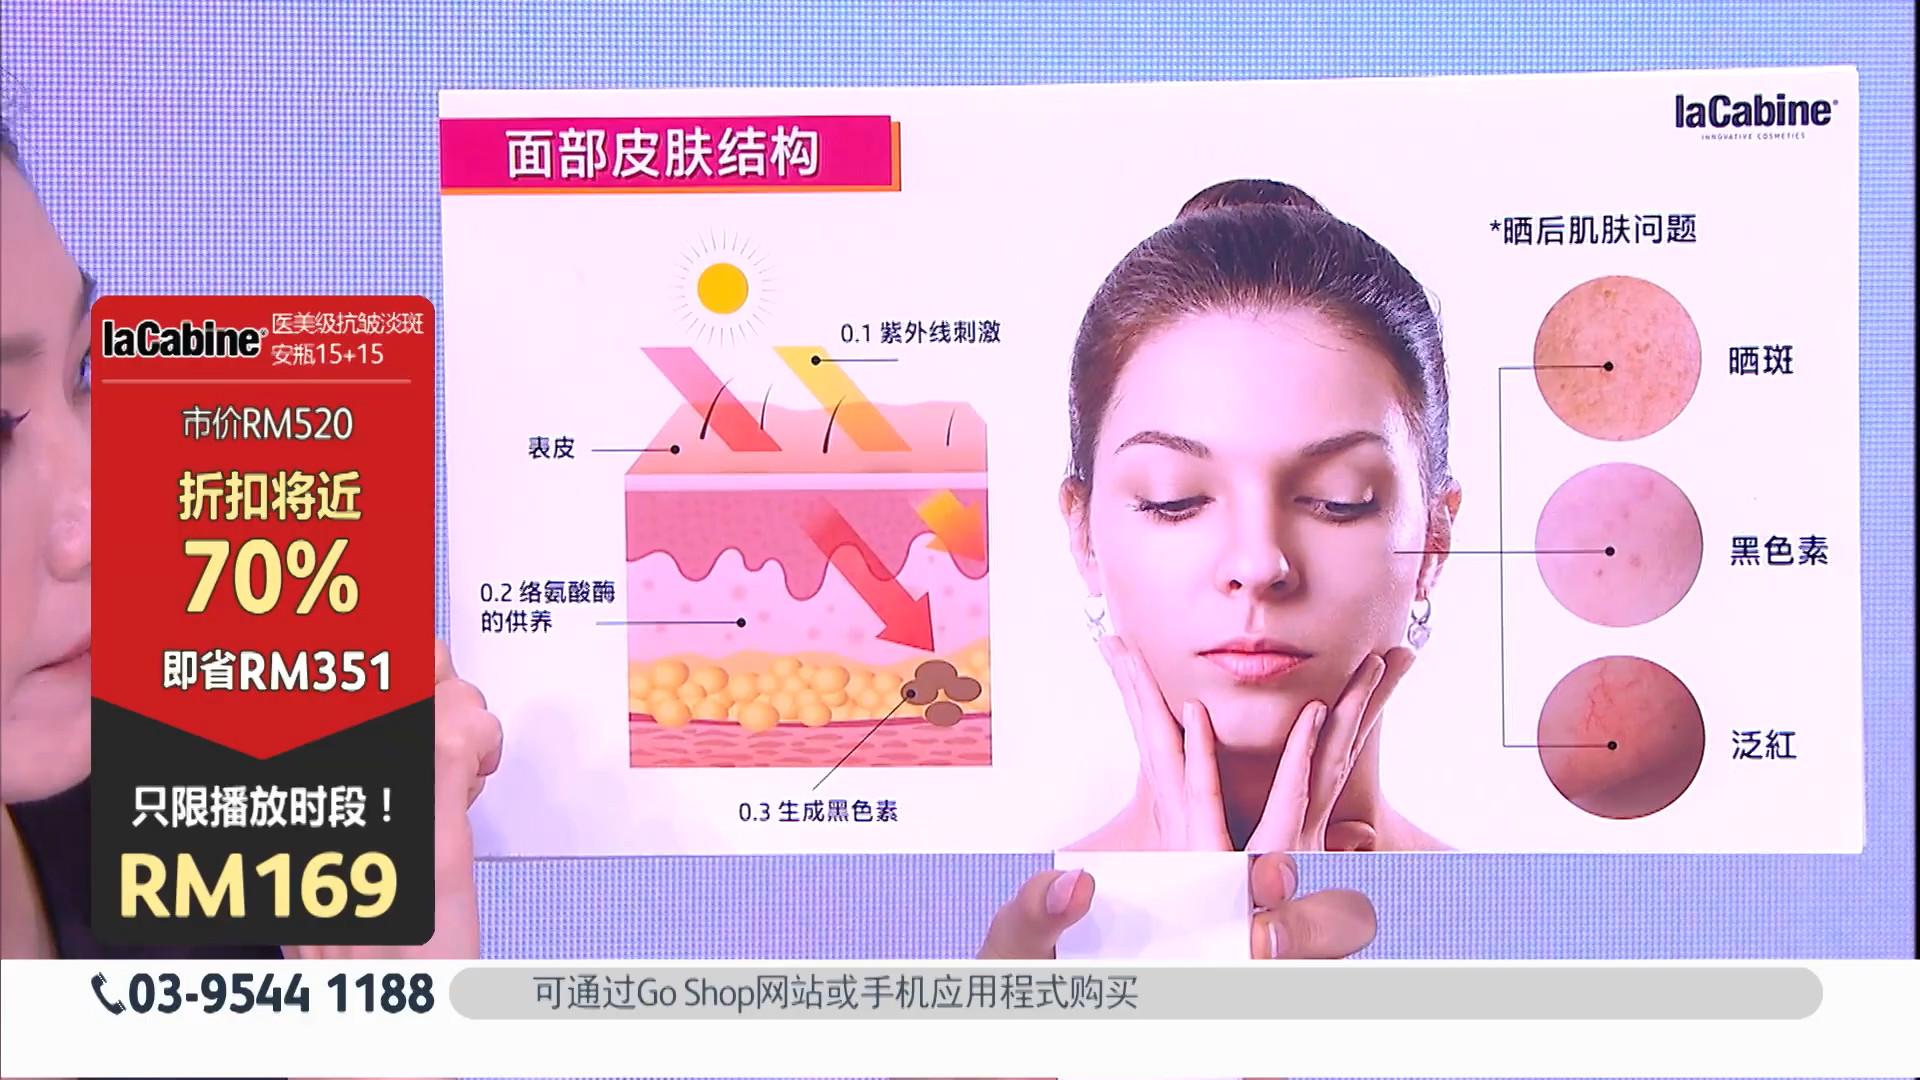 面部皮肤结构
laCabine
INNOVATIVE COSMETICS
*晒后肌肤问题
0.1 紫外线刺激
表皮
0.2 络氨酸酶
的供养
0.3 生成黑色素
晒斑
黑色素
泛紅
laCabine 医美级抗皱淡斑
安瓶15+15
市价RM520
折扣将近
70%
即省RM351
只限播放时段！
RM169
03-9544 1188
可通过Go Shop网站或手机应用程式购买